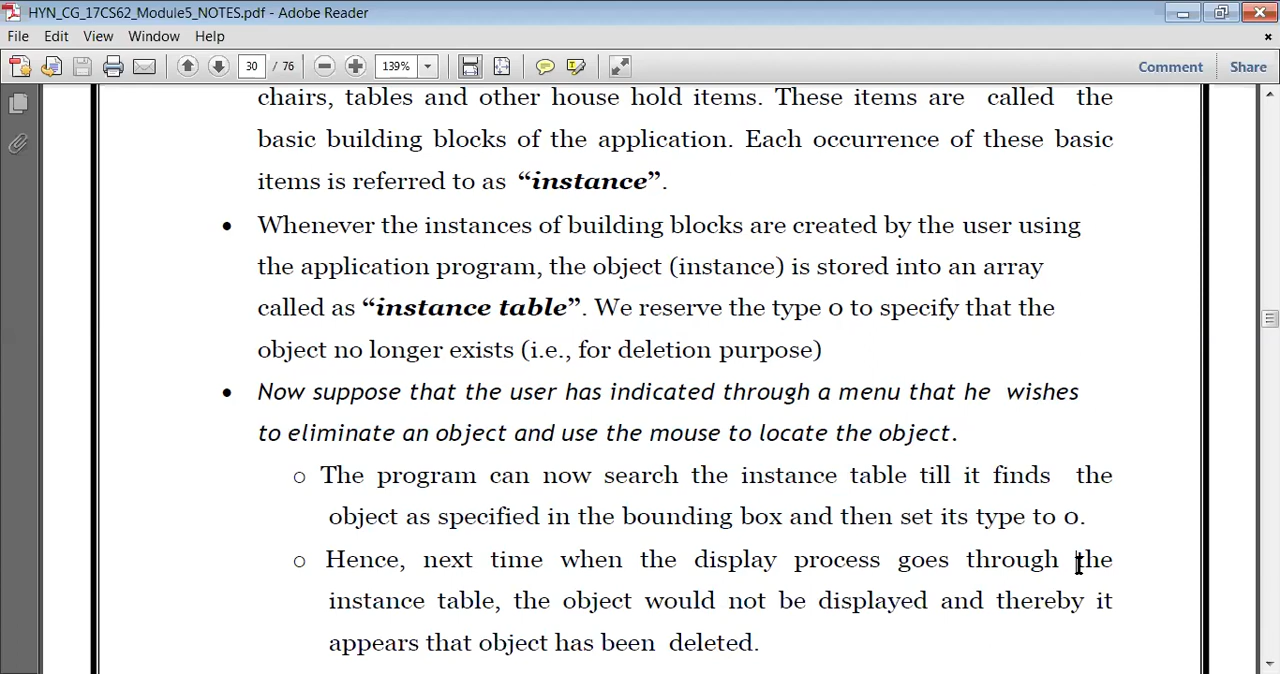 HYN_CG_17CS62_Module5_NOTES.pdf - Adobe Reader
File Edit View Window Help
30 / 76 139% Comment Share
chairs, tables and other house hold items. These items are called the
basic building blocks of the application. Each occurrence of these basic
items is referred to as “instance”.
• Whenever the instances of building blocks are created by the user using
the application program, the object (instance) is stored into an array
called as “instance table”. We reserve the type 0 to specify that the
object no longer exists (i.e., for deletion purpose)
• Now suppose that the user has indicated through a menu that he wishes
to eliminate an object and use the mouse to locate the object.
○ The program can now search the instance table till it finds the
object as specified in the bounding box and then set its type to 0.
○ Hence, next time when the display process goes through the
instance table, the object would not be displayed and thereby it
appears that object has been deleted.